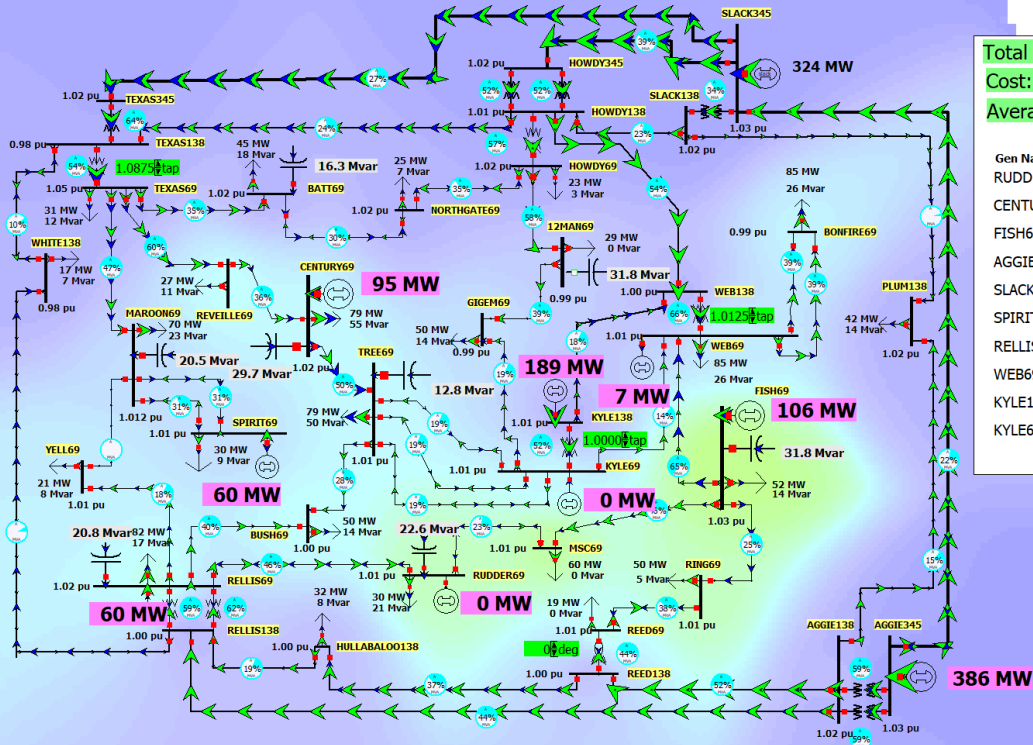 SLACK345
Total
Cost:
Avera
Gen Na
RUDD
CENTU
FISH6
AGGIE
SLACK
SPIRIT
RELLIS
WEB69
KYLE1
KYLE6
39%
324 MW
1.02 pu
HOWDY345
27%
52%
52%
34%
SLACK138
1.02 pu
TEXAS345
1.01 pu
HOWDY138
1.03 pu
64%
24%
57%
23%
1.02 pu
0.98 pu
TEXAS138
45 MW
18 Mvar
16.3 Mvar
25 MW
7 Mvar
54%
1.0875 tap
1.02 pu
HOWDY69
85 MW
26 Mvar
1.05 pu
TEXAS69
1.02 pu
BATT69
23 MW
3 Mvar
54%
31 MW
12 Mvar
35%
1.02 pu
NORTHGATE69
35%
58%
10%
30%
12MAN69
0.99 pu
BONFIRE69
WHITE138
60%
29 MW
0 Mvar
17 MW
7 Mvar
47%
CENTURY69
95 MW
31.8 Mvar
39%
39%
27 MW
11 Mvar
36%
0.99 pu
1.00 pu
WEB138
PLUM138
0.98 pu
REVEILLE69
GIGEM69
66%
1.0125 tap
MAROON69
70 MW
23 Mvar
79 MW
55 Mvar
50 MW
14 Mvar
39%
42 MW
14 Mvar
18%
1.01 pu
WEB69
1.02 pu
0.99 pu
20.5 Mvar
29.7 Mvar
1.02 pu
TREE69
85 MW
26 Mvar
19%
189 MW
50%
12.8 Mvar
7 MW
FISH69
106 MW
1.012 pu
31%
31%
79 MW
50 Mvar
19%
KYLE138
14%
1.01 pu
SPIRIT69
1.01 pu
1.01 pu
52%
1.0000 tap
31.8 Mvar
YELL69
30 MW
9 Mvar
19%
1.01 pu
1.01 pu
KYLE69
65%
22%
21 MW
8 Mvar
28%
52 MW
14 Mvar
1.01 pu
18%
60 MW
19%
0 MW
1.03 pu
20.8 Mvar
82 MW
17 Mvar
40%
BUSH69
50 MW
14 Mvar
22.6 Mvar
23%
25%
1.00 pu
1.01 pu
MSC69
15%
1.02 pu
RELLIS69
46%
1.01 pu
RUDDER69
60 MW
0 Mvar
50 MW
5 Mvar
RING69
60 MW
59%
62%
32 MW
8 Mvar
30 MW
21 Mvar
0 MW
19 MW
0 Mvar
38%
1.01 pu
1.00 pu
RELLIS138
1.01 pu
REED69
AGGIE138
AGGIE345
1.00 pu
HULLABALOO138
0 deg
44%
19%
1.00 pu
REED138
59%
37%
52%
386 MW
44%
1.02 pu
1.03 pu
59%